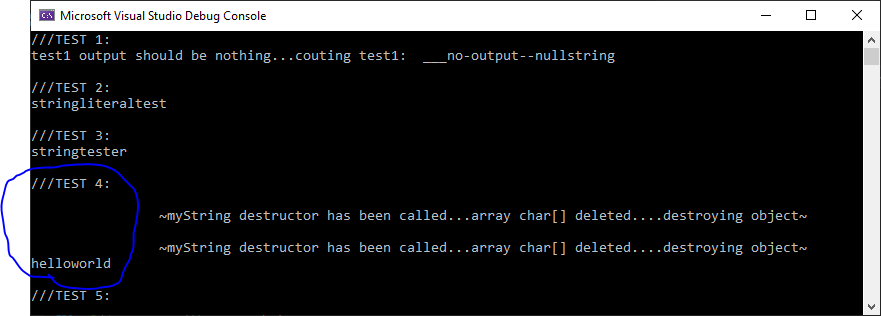 Microsoft Visual Studio Debug Console
///TEST 1:
test1 output should be nothing...couting test1:  ___no-output--nullstring
///TEST 2:
stringliteraltest
///TEST 3:
stringtester
///TEST 4:
~myString destructor has been called...array char[] deleted....destroying object~
~myString destructor has been called...array char[] deleted....destroying object~
helloworld
///TEST 5: